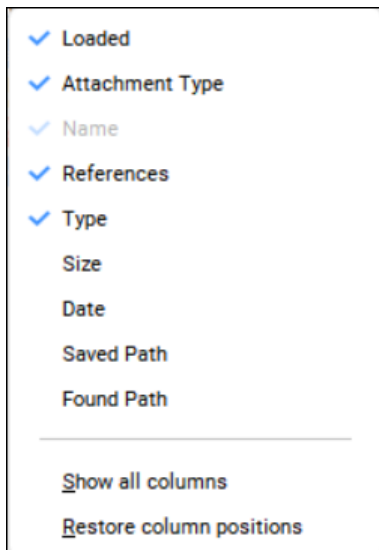 Loaded
Attachment Type
Name
References
Type
Size
Date
Saved Path
Found Path
Show all columns
Restore column positions